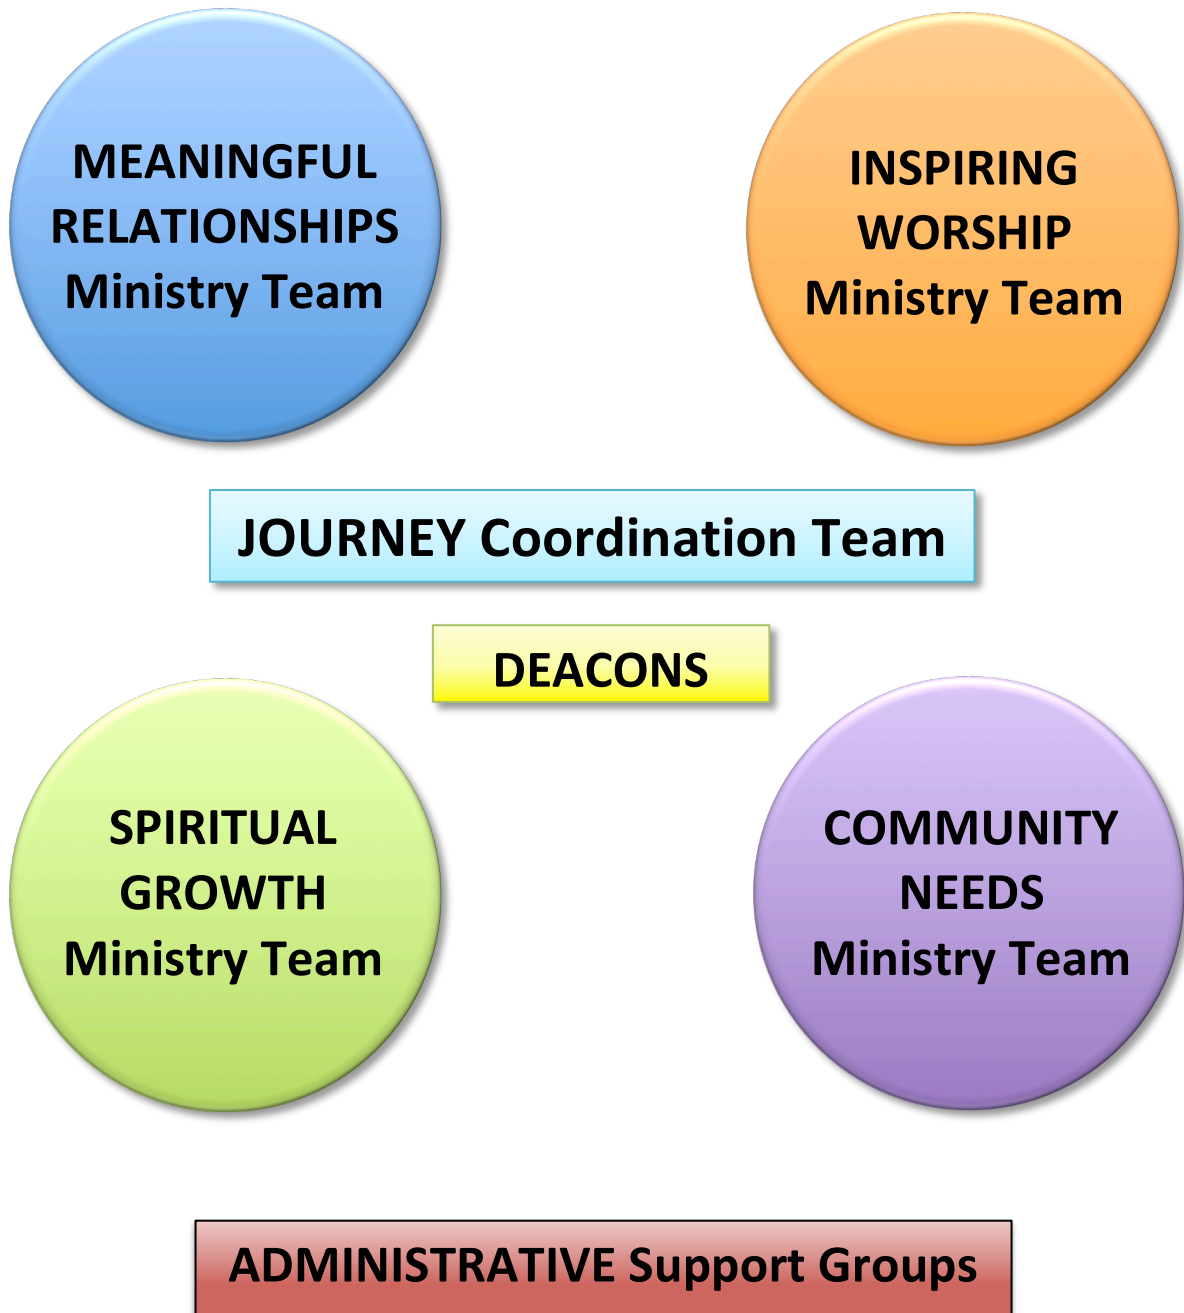 MEANINGFUL
RELATIONSHIPS
Ministry Team
INSPIRING
WORSHIP
Ministry Team
JOURNEY Coordination Team
DEACONS
SPIRITUAL
GROWTH
Ministry Team
COMMUNITY
NEEDS
Ministry Team
ADMINISTRATIVE Support Groups